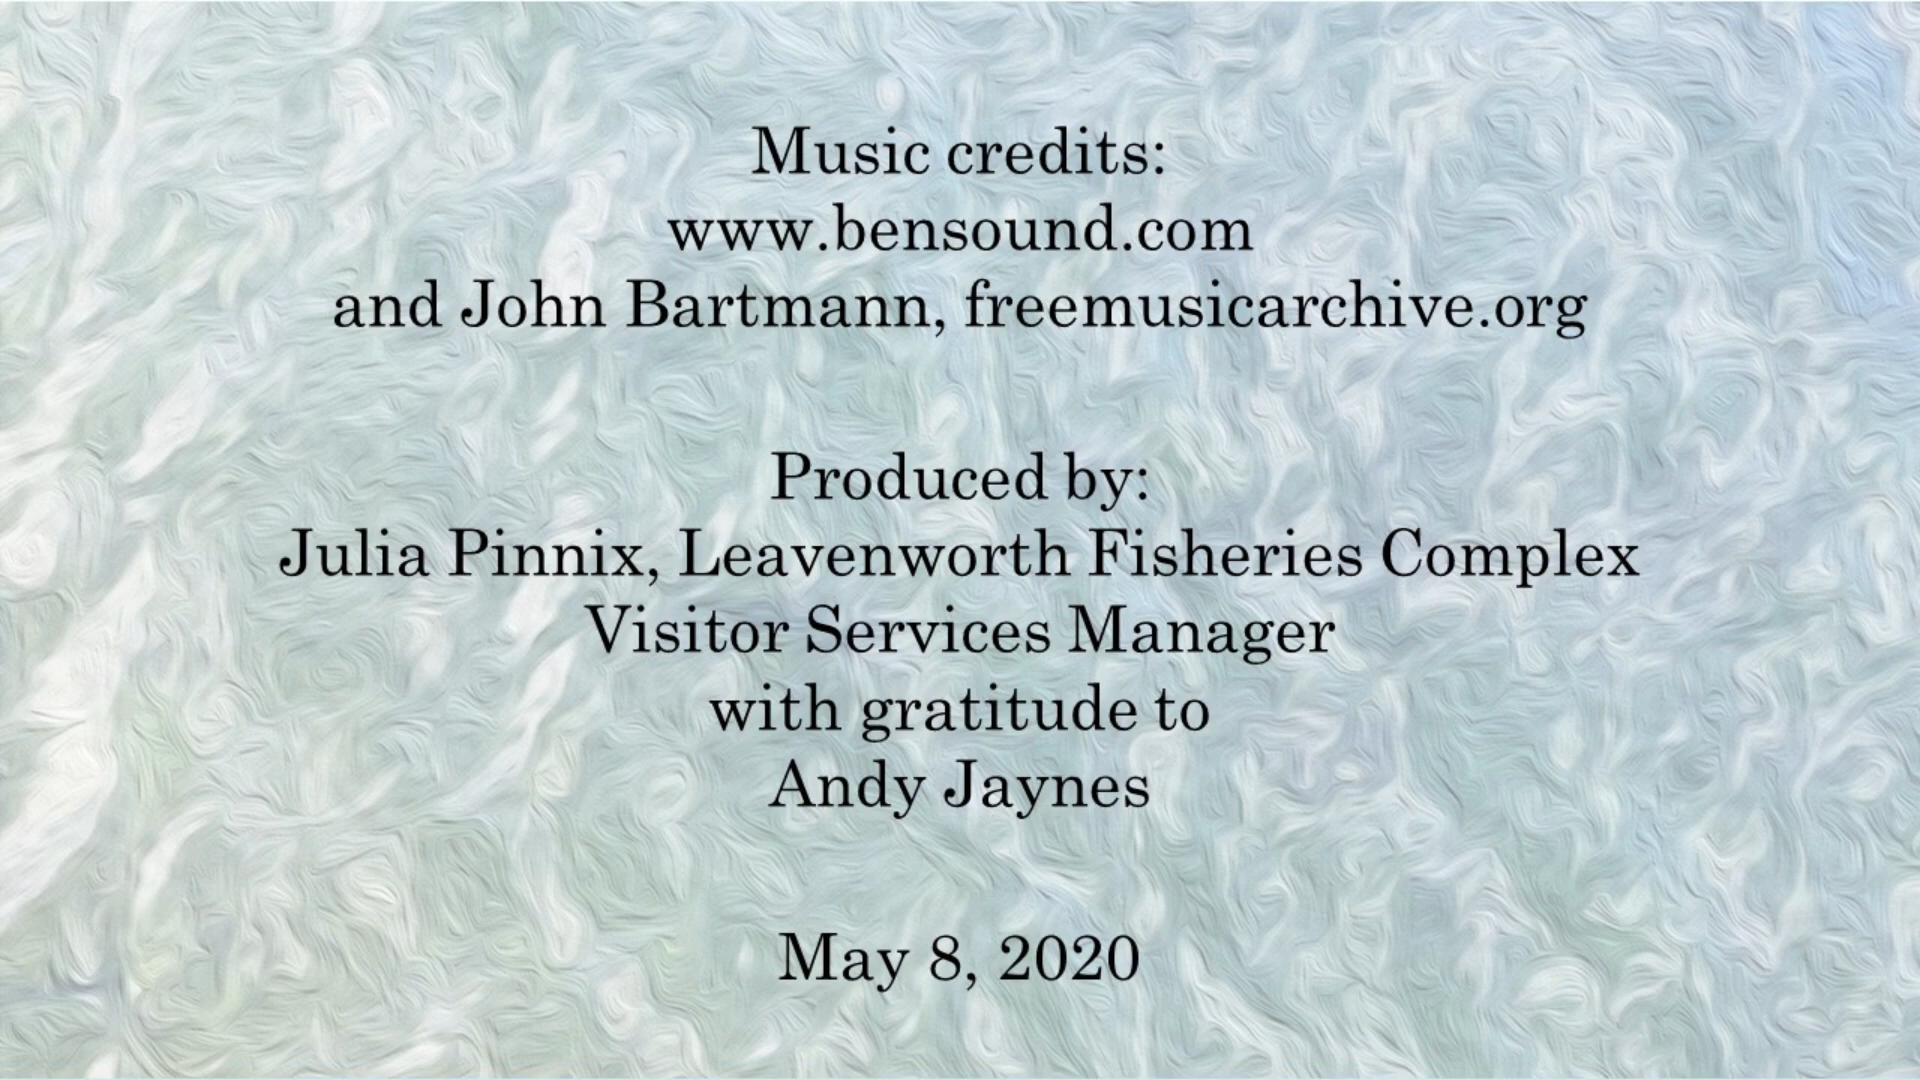 Music credits:
www.bensound.com
and John Bartmann, freemusicarchive.org
Produced by:
Julia Pinnix, Leavenworth Fisheries Complex
Visitor Services Manager
with gratitude to
Andy Jaynes
May 8, 2020